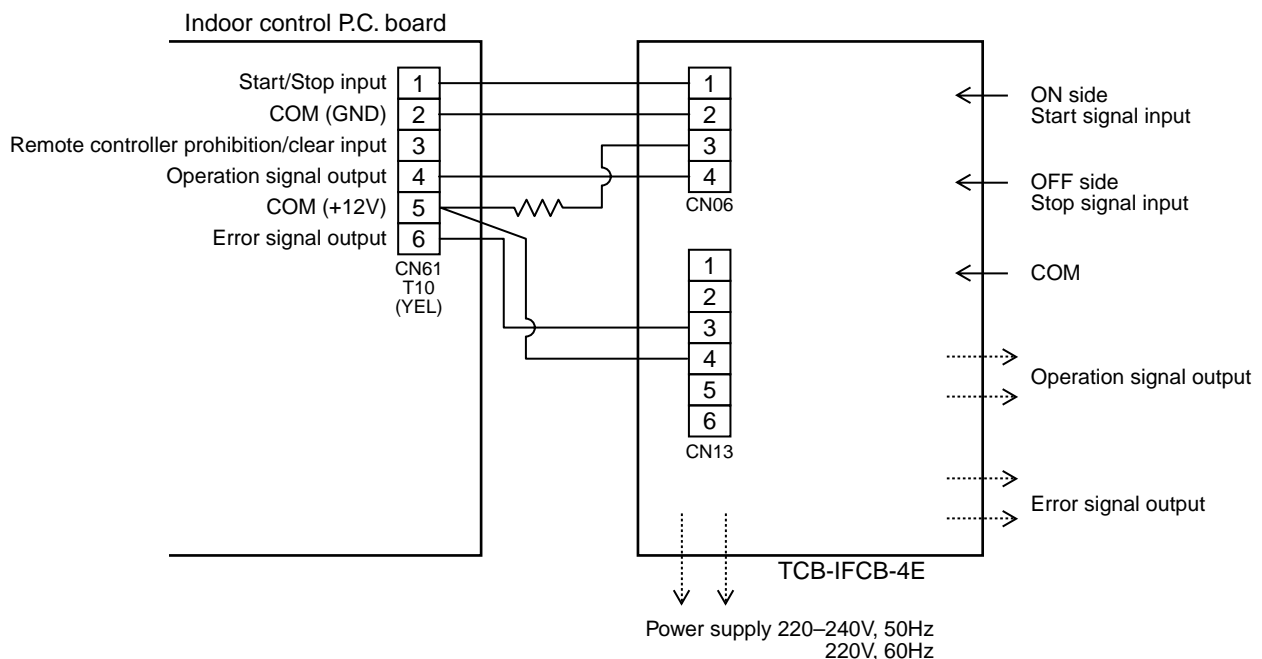 Indoor control P.C. board
Start/Stop input 1
COM (GND) 2
Remote controller prohibition/clear input 3
Operation signal output 4
COM (+12V) 5
Error signal output 6
CN61
T10
(YEL)
1
2
3
4
CN06
1
2
3
4
5
6
CN13
ON side
Start signal input
OFF side
Stop signal input
COM
Operation signal output
Error signal output
TCB-IFCB-4E
Power supply 220–240V, 50Hz
220V, 60Hz